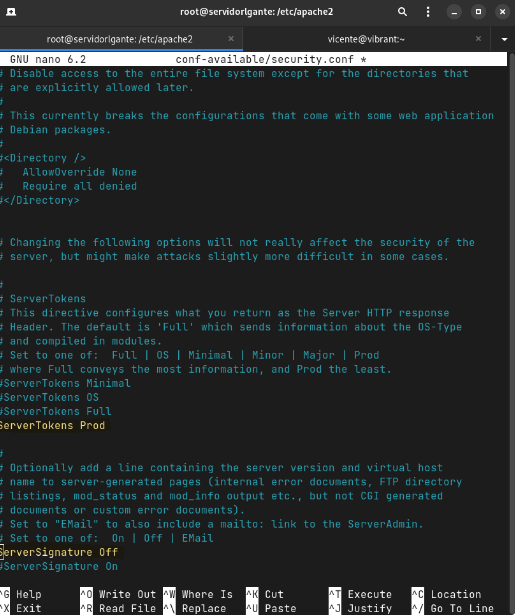 root@servidorlgante: /etc/apache2
root@servidorlgante: /etc/apache2
vicente@vibrant:~
GNU nano 6.2 conf-available/security.conf *
# Disable access to the entire file system except for the directories that
# are explicitly allowed later.
#
# This currently breaks the configurations that come with some web application
# Debian packages.
#
#<Directory />
#   AllowOverride None
#   Require all denied
#</Directory>
# Changing the following options will not really affect the security of the
# server, but might make attacks slightly more difficult in some cases.
#
# ServerTokens
# This directive configures what you return as the Server HTTP response
# Header. The default is 'Full' which sends information about the OS-Type
# and compiled in modules.
# Set to one of:  Full | OS | Minimal | Minor | Major | Prod
# where Full conveys the most information, and Prod the least.
#ServerTokens Minimal
#ServerTokens OS
#ServerTokens Full
ServerTokens Prod
#
# Optionally add a line containing the server version and virtual host
# name to server-generated pages (internal error documents, FTP directory
# listings, mod_status and mod_info output etc., but not CGI generated
# documents or custom error documents).
# Set to "EMail" to also include a mailto: link to the ServerAdmin.
# Set to one of:  On | Off | EMail
ServerSignature Off
#ServerSignature On
^G Help ^O Write Out ^W Where Is ^K Cut ^T Execute ^C Location
^X Exit ^R Read File ^\ Replace ^U Paste ^J Justify ^/ Go To Line